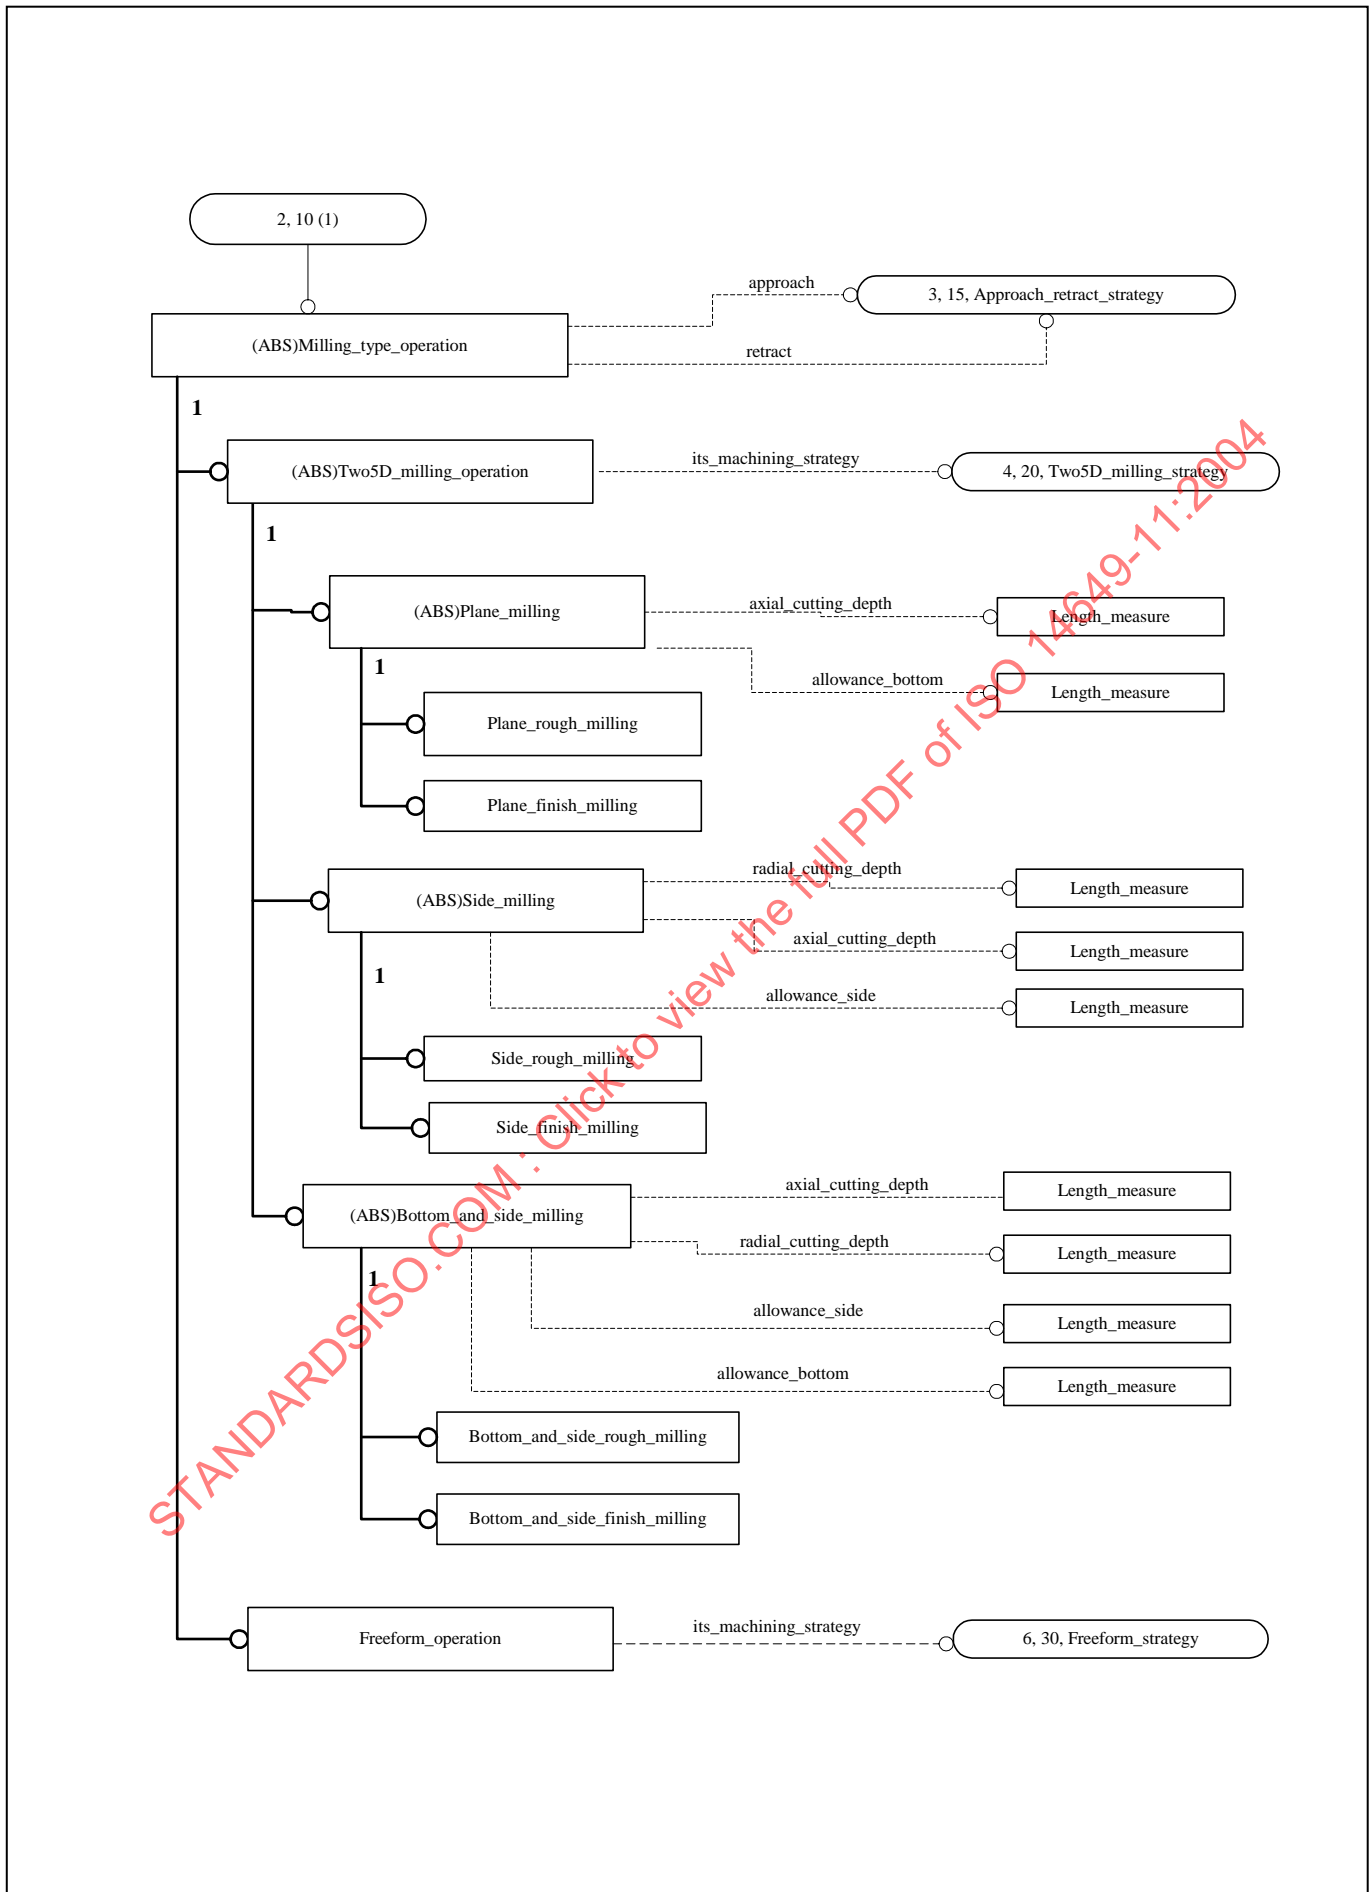 2, 10 (1)
approach
3, 15, Approach_retract_strategy
(ABS)Milling_type_operation
retract
1
its_machining_strategy
(ABS)Two5D_milling_operation
4, 20, Two5D_milling_strategy
1
axial_cutting_depth
(ABS)Plane_milling
Length_measure
1
allowance_bottom
Length_measure
Plane_rough_milling
Plane_finish_milling
radial_cutting_depth
Length_measure
(ABS)Side_milling
axial_cutting_depth
Length_measure
1
allowance_side
Length_measure
Side_rough_milling
Side_finish_milling
axial_cutting_depth
Length_measure
(ABS)Bottom_and_side_milling
radial_cutting_depth
Length_measure
1
allowance_side
Length_measure
allowance_bottom
Length_measure
Bottom_and_side_rough_milling
Bottom_and_side_finish_milling
its_machining_strategy
Freeform_operation
6, 30, Freeform_strategy
STANDARDSISO.COM : Click to view the full PDF of ISO 14649-11:2004